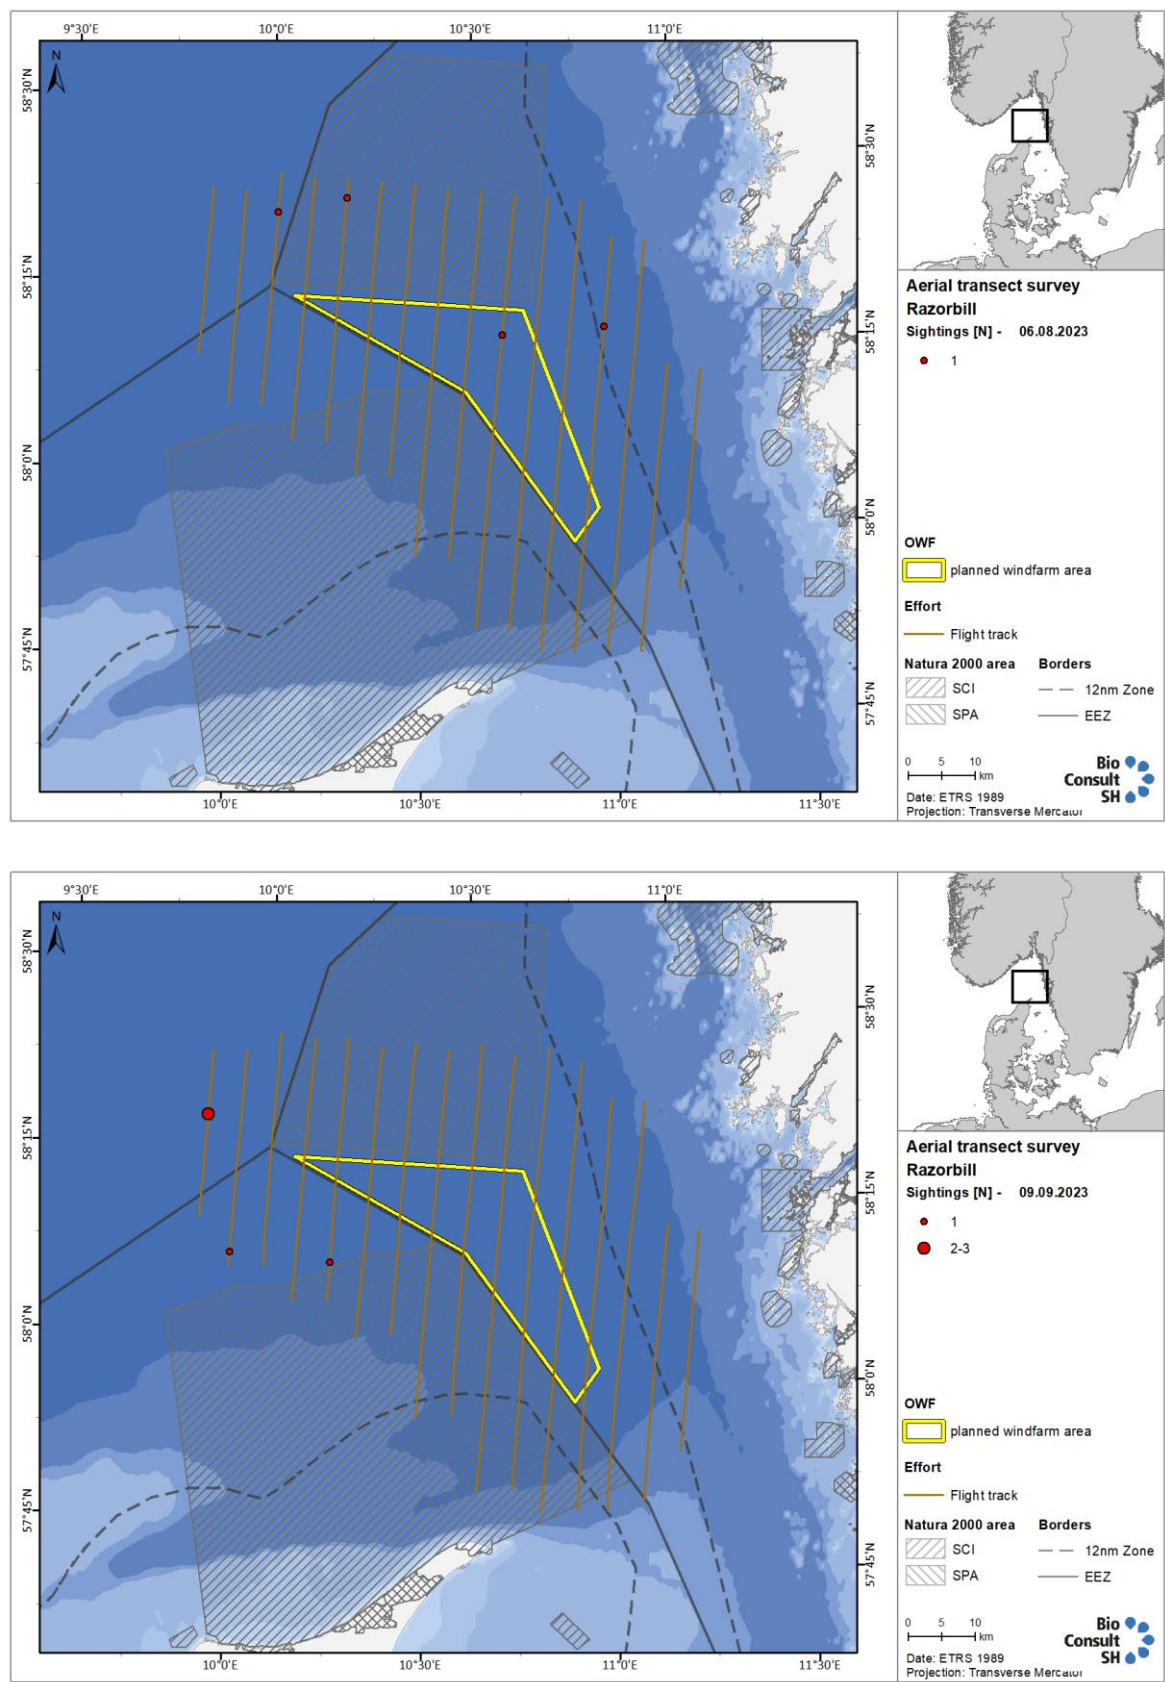 9°30'E 10°0'E 10°30'E 11°0'E
N
58°30'N
58°15'N
58°0'N
57°45'N
58°30'N
58°15'N
58°0'N
57°45'N
10°0'E 10°30'E 11°0'E 11°30'E
Aerial transect survey
Razorbill
Sightings [N] - 06.08.2023
1
OWF
planned windfarm area
Effort
Flight track
Natura 2000 area Borders
SCI 12nm Zone
SPA EEZ
0 5 10
km
Bio
Consult
SH
Date: ETRS 1989
Projection: Transverse Mercator
9°30'E 10°0'E 10°30'E 11°0'E
N
58°30'N
58°15'N
58°0'N
57°45'N
58°30'N
58°15'N
58°0'N
57°45'N
10°0'E 10°30'E 11°0'E 11°30'E
Aerial transect survey
Razorbill
Sightings [N] - 09.09.2023
1
2-3
OWF
planned windfarm area
Effort
Flight track
Natura 2000 area Borders
SCI 12nm Zone
SPA EEZ
0 5 10
km
Bio
Consult
SH
Date: ETRS 1989
Projection: Transverse Mercator